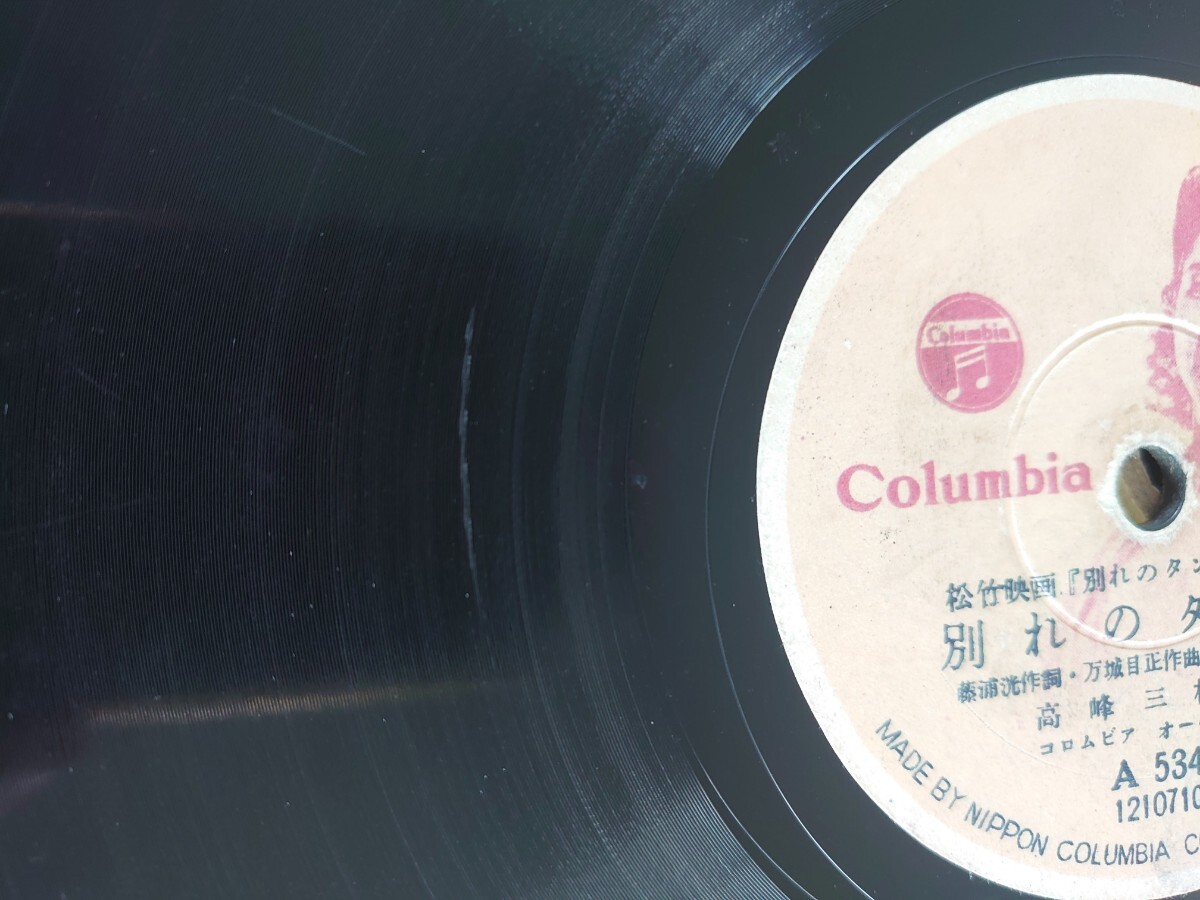 Columbia
Columbia
松竹映画『別れのタン
別れの
藤浦洸作詞・万城目正作曲
高峰三
コロムビア オー
A 534
1210710
MADE BY NIPPON COLUMBIA CO